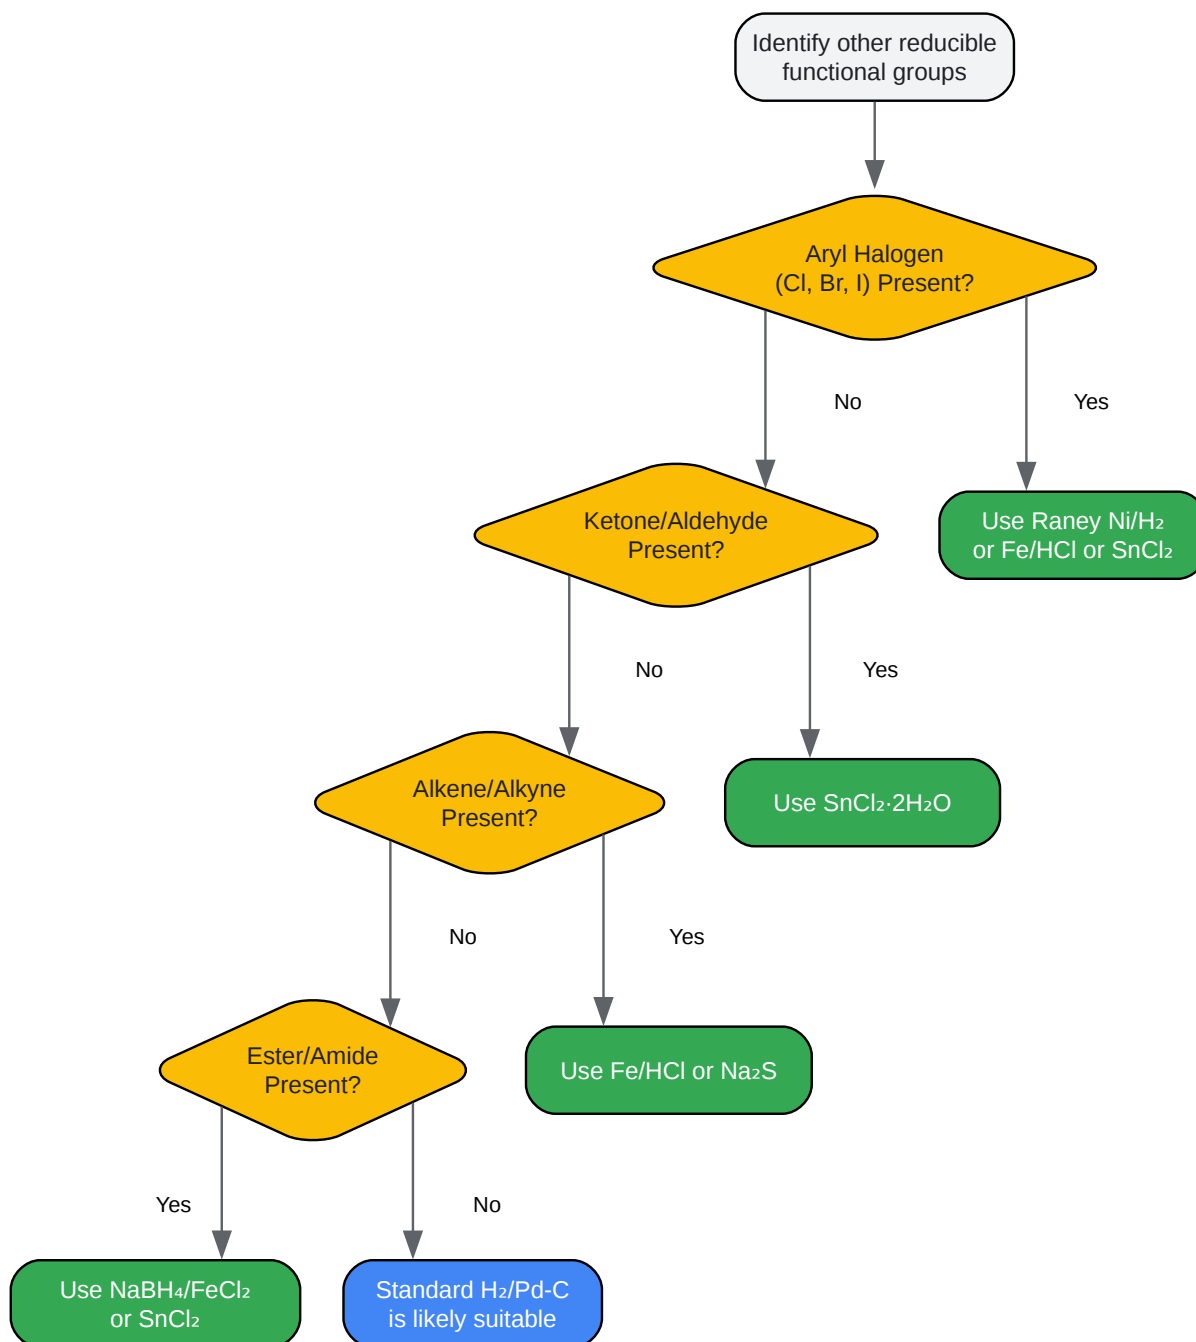 Identify other reducible
functional groups
Aryl Halogen
(Cl, Br, I) Present?
No
Yes
Ketone/Aldehyde
Present?
Use Raney Ni/H₂
or Fe/HCl or SnCl₂
No
Yes
Alkene/Alkyne
Present?
Use SnCl₂·2H₂O
No
Yes
Ester/Amide
Present?
Use Fe/HCl or Na₂S
Yes
No
Use NaBH₄/FeCl₂
or SnCl₂
Standard H₂/Pd-C
is likely suitable